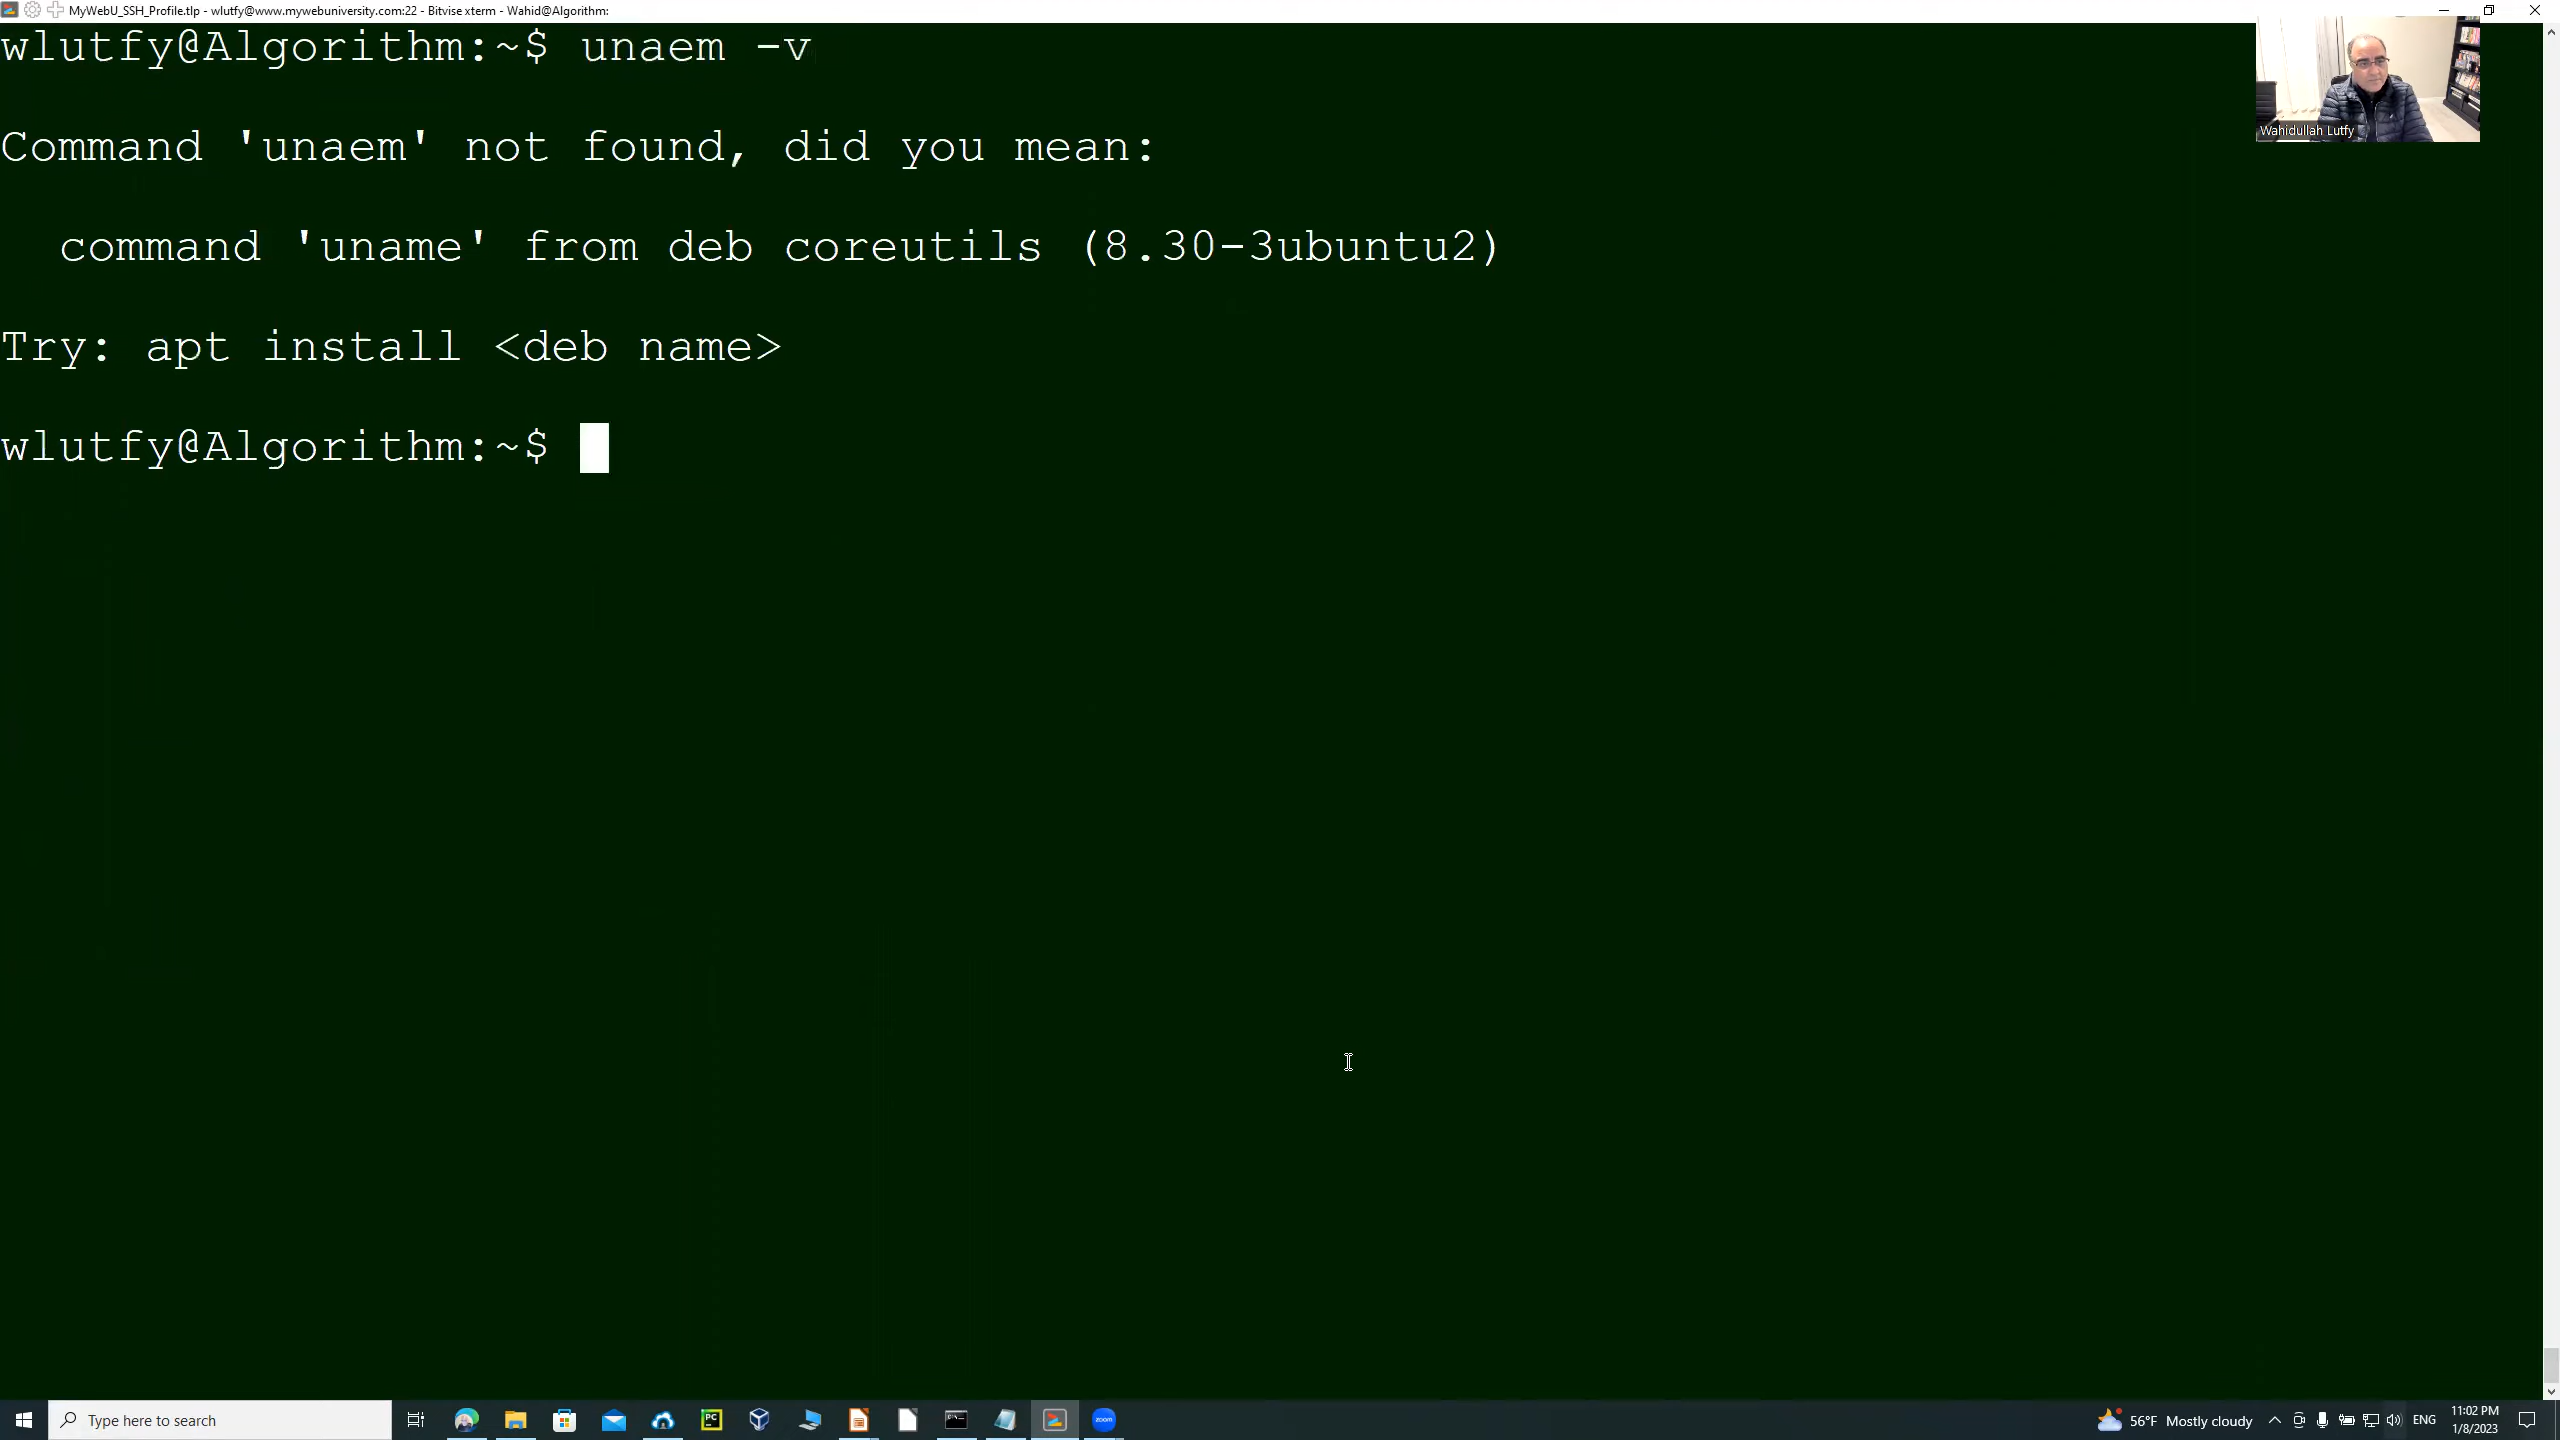 MyWebU_SSH_Profile.tlp - wlutfy@www.mywebuniversity.com:22 - Bitvise xterm - Wahid@Algorithm:
wlutfy@Algorithm:~$ unaem -v
Wahidullah Lutfy
Command 'unaem' not found, did you mean:
command 'uname' from deb coreutils (8.30-3ubuntu2)
Try: apt install <deb name>
wlutfy@Algorithm:~$
Type here to search
PC
zoom
56°F Mostly cloudy
ENG
11:02 PM
1/8/2023